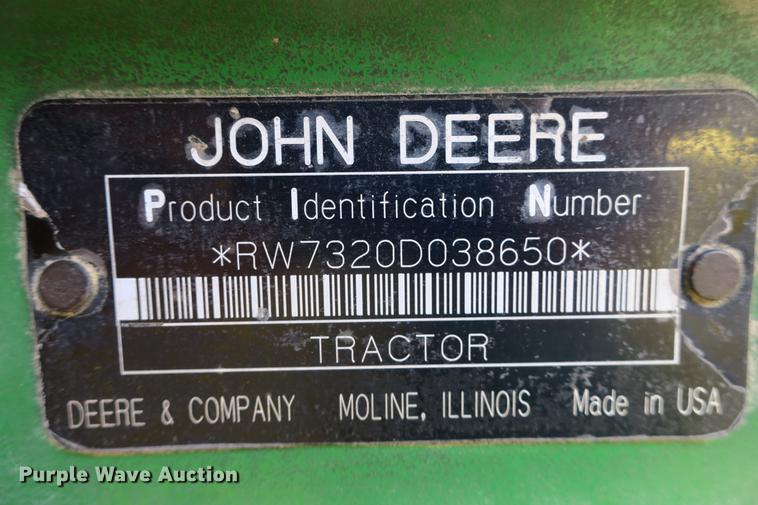 JOHN DEERE
Product Identification Number
*RW7320D038650*
TRACTOR
DEERE & COMPANY MOLINE, ILLINOIS Made in USA
Purple Wave Auction